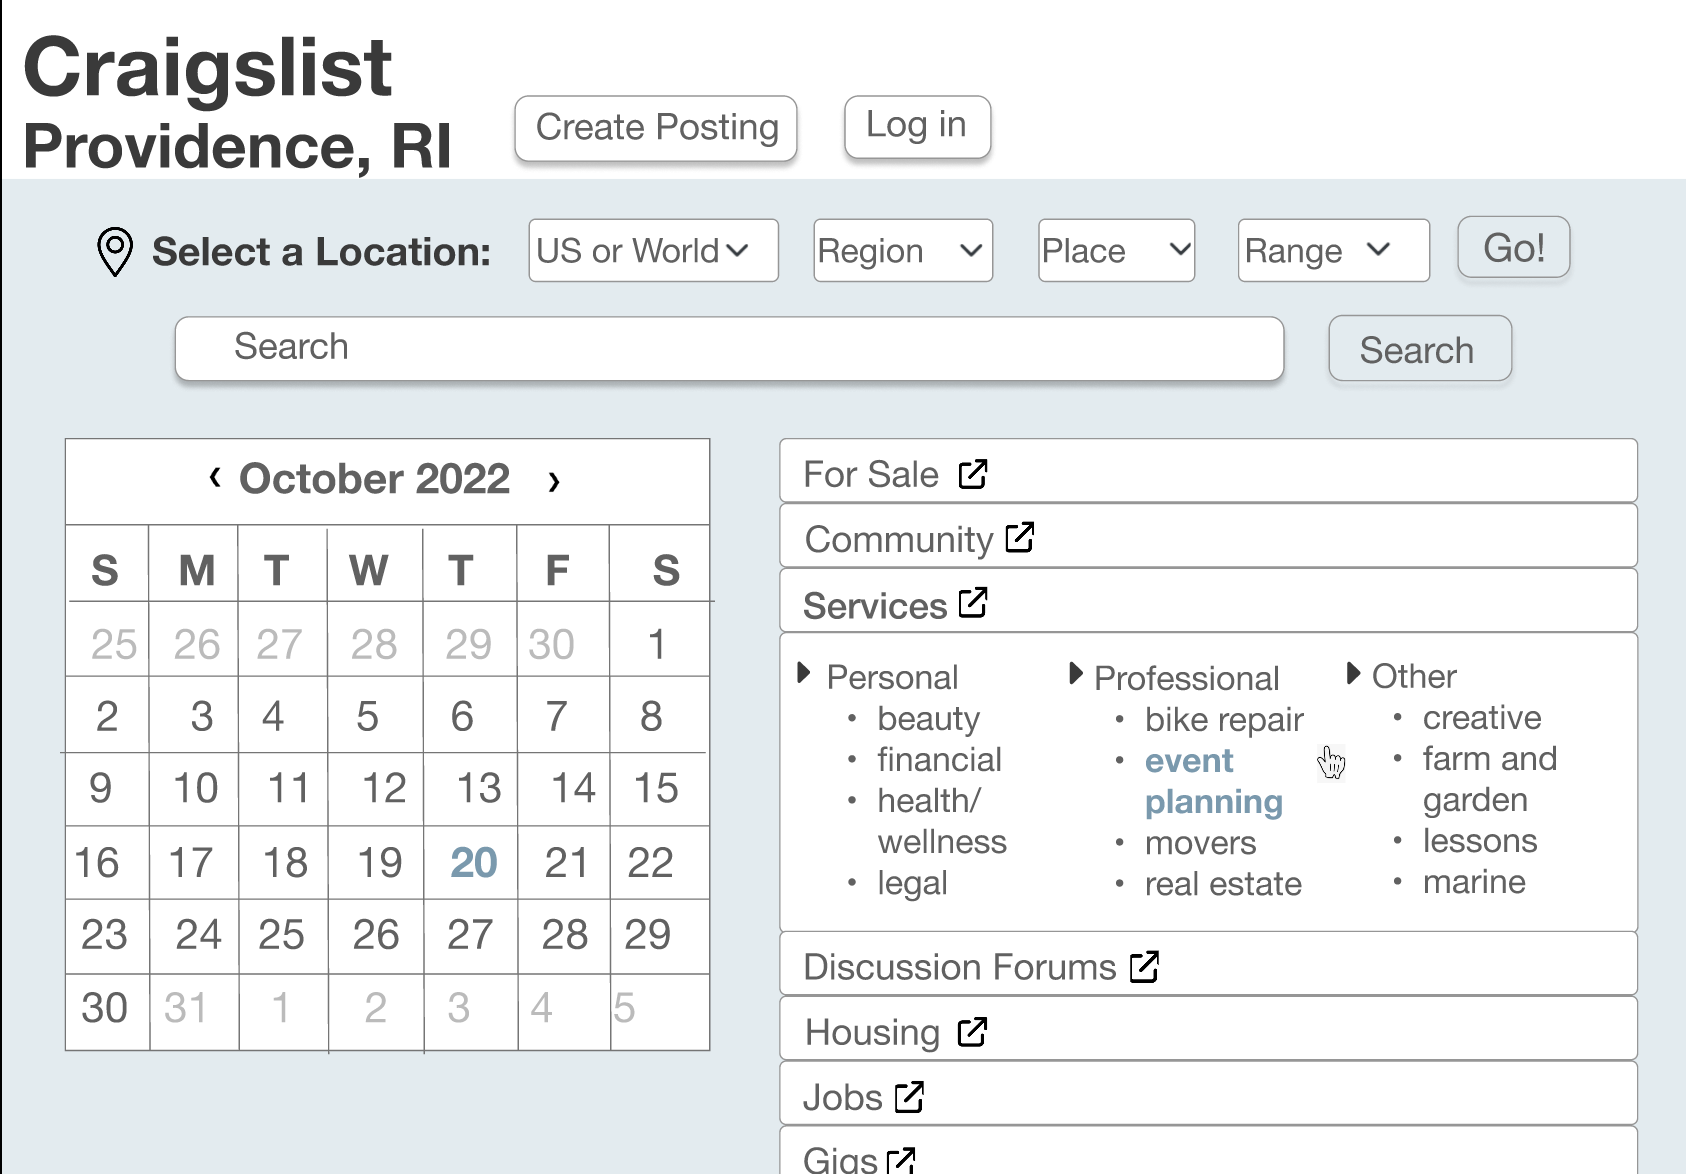 Craigslist
Providence, RI
Create Posting
Log in
Select a Location:
US or World
Region
Place
Range
Go!
Search
Search
‹ October 2022 ›
S M T W T F S
25 26 27 28 29 30 1
2 3 4 5 6 7 8
9 10 11 12 13 14 15
16 17 18 19 20 21 22
23 24 25 26 27 28 29
30 31 1 2 3 4 5
For Sale
Community
Services
Personal
• beauty
• financial
• health/
wellness
• legal
Professional
• bike repair
• event
planning
• movers
• real estate
Other
• creative
• farm and
garden
• lessons
• marine
Discussion Forums
Housing
Jobs
Gigs